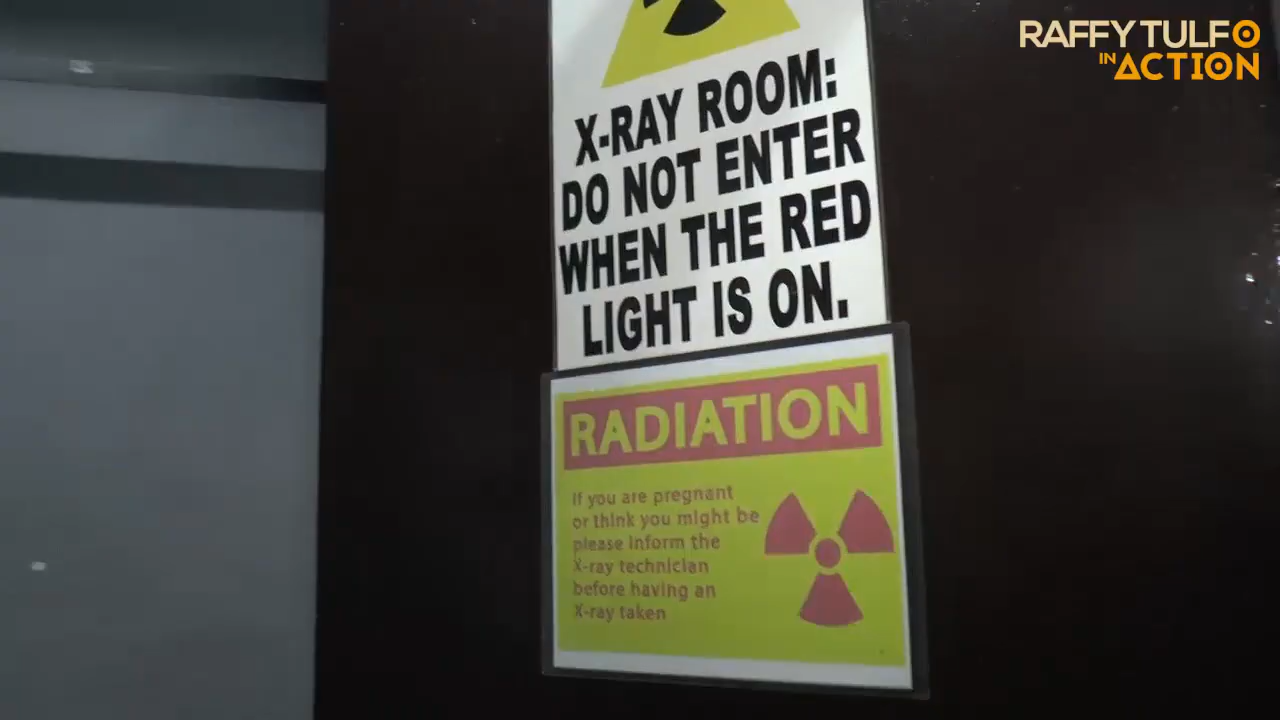 RAFFY TULFO
IN ACTION
X-RAY ROOM:
DO NOT ENTER
WHEN THE RED
LIGHT IS ON.
RADIATION
If you are pregnant
or think you might be
please inform the
X-ray technician
before having an
X-ray taken